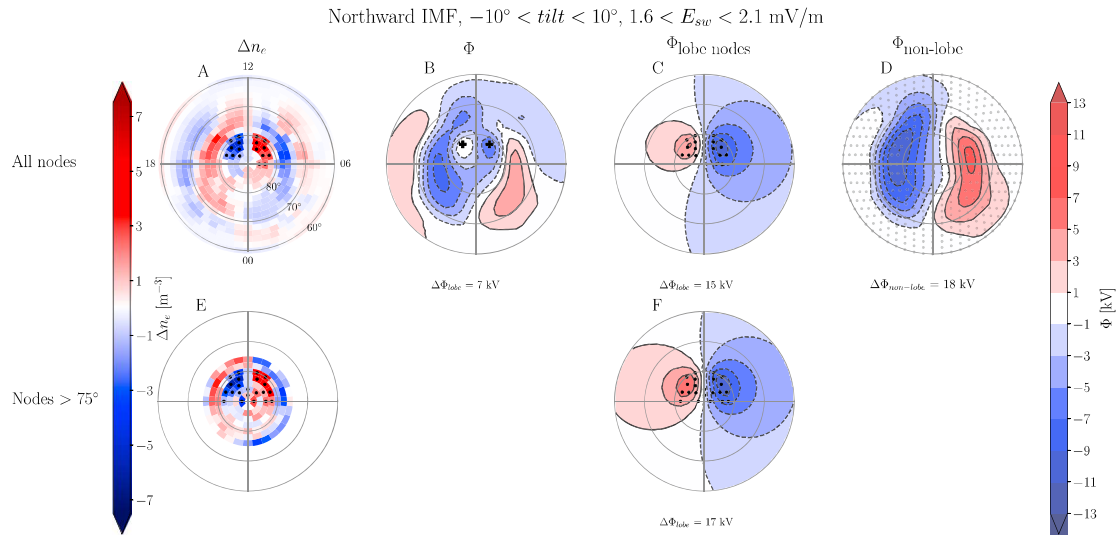 Northward IMF, −10° < tilt < 10°, 1.6 < E_sw < 2.1 mV/m
Δn_e
Φ
Φ_lobe nodes
Φ_non-lobe
A
B
C
D
12
18
06
00
80°
70°
60°
All nodes
7
5
3
1
−1
−3
−5
−7
Δn_e [m⁻³]
ΔΦ_lobe = 7 kV
ΔΦ_lobe = 15 kV
ΔΦ_non−lobe = 18 kV
13
11
9
7
5
3
1
−1
−3
−5
−7
−9
−11
−13
Φ [kV]
E
F
Nodes > 75°
ΔΦ_lobe = 17 kV